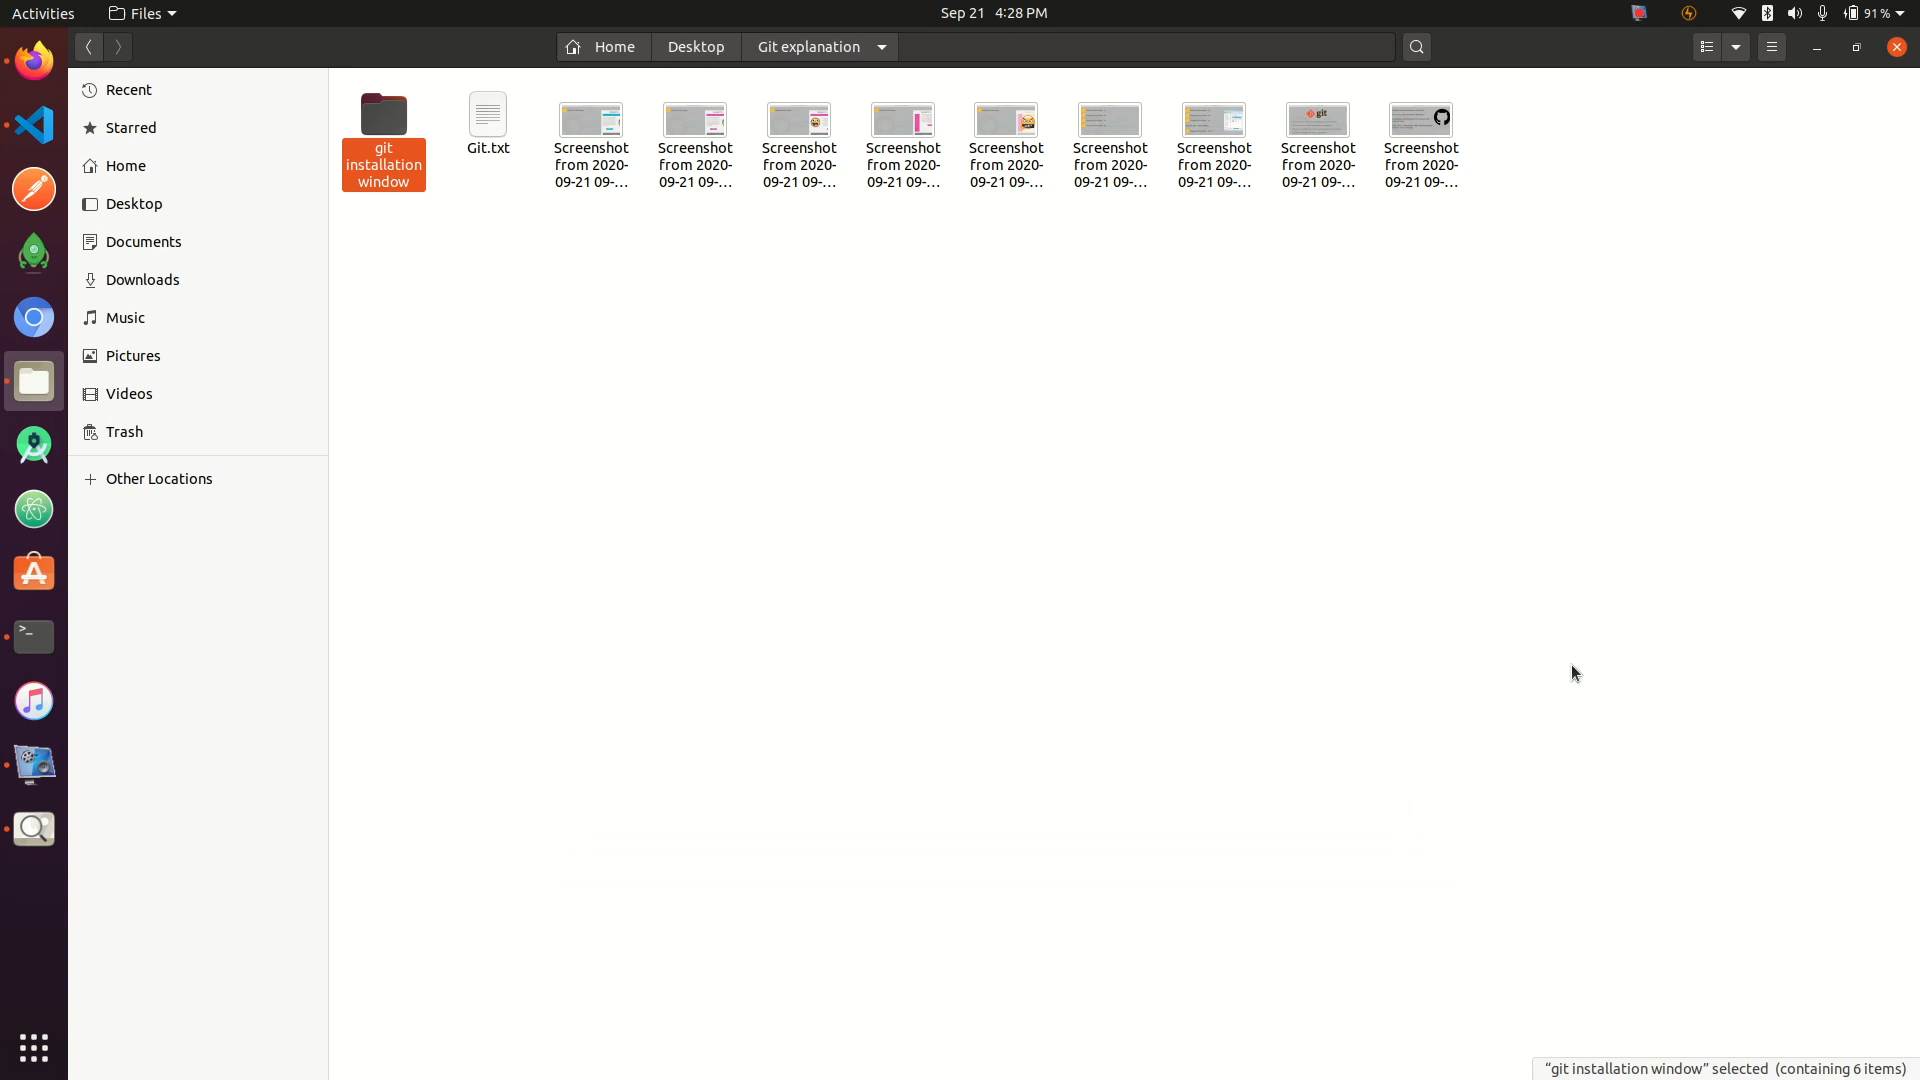 Activities
Files
Sep 21 4:28 PM
91 %
Home
Desktop
Git explanation
Recent
Starred
Home
Desktop
Documents
Downloads
Music
Pictures
Videos
Trash
Other Locations
git
installation
window
Git.txt
Screenshot
from 2020-
09-21 09-...
Screenshot
from 2020-
09-21 09-...
Screenshot
from 2020-
09-21 09-...
Screenshot
from 2020-
09-21 09-...
Screenshot
from 2020-
09-21 09-...
Screenshot
from 2020-
09-21 09-...
Screenshot
from 2020-
09-21 09-...
git
Screenshot
from 2020-
09-21 09-...
Screenshot
from 2020-
09-21 09-...
"git installation window" selected (containing 6 items)